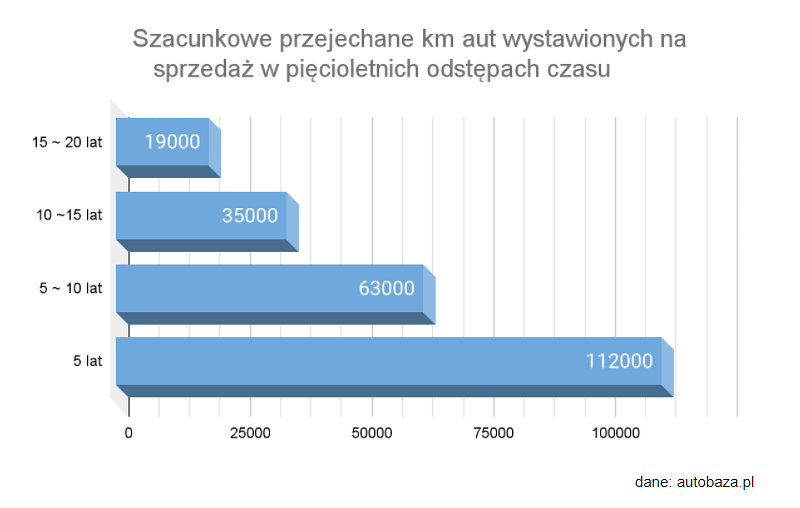 Szacunkowe przejechane km aut wystawionych na
sprzedaż w pięcioletnich odstępach czasu
15 ~ 20 lat
19000
10 ~15 lat
35000
5 ~ 10 lat
63000
5 lat
112000
0
25000
50000
75000
100000
dane: autobaza.pl